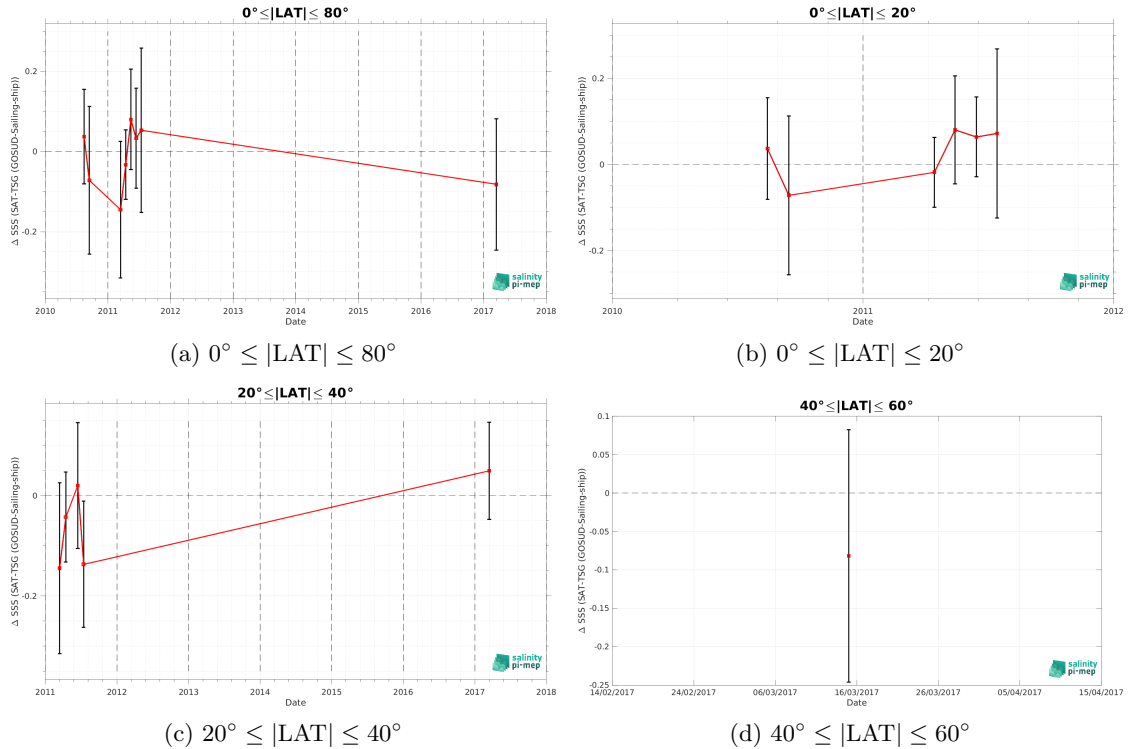 0°≤|LAT|≤ 80°
Δ SSS (SAT-TSG (GOSUD-Sailing-ship))
0.2
0
-0.2
2010 2011 2012 2013 2014 2015 2016 2017 2018
Date
salinity
pi-mep
(a) 0° ≤ |LAT| ≤ 80°
0°≤|LAT|≤ 20°
Δ SSS (SAT-TSG (GOSUD-Sailing-ship))
0.2
0
-0.2
2010 2011 2012
Date
salinity
pi-mep
(b) 0° ≤ |LAT| ≤ 20°
20°≤|LAT|≤ 40°
Δ SSS (SAT-TSG (GOSUD-Sailing-ship))
0
-0.2
2011 2012 2013 2014 2015 2016 2017 2018
Date
salinity
pi-mep
(c) 20° ≤ |LAT| ≤ 40°
40°≤|LAT|≤ 60°
Δ SSS (SAT-TSG (GOSUD-Sailing-ship))
0.1
0.05
0
-0.05
-0.1
-0.15
-0.2
-0.25
14/02/2017 24/02/2017 06/03/2017 16/03/2017 26/03/2017 05/04/2017 15/04/2017
Date
salinity
pi-mep
(d) 40° ≤ |LAT| ≤ 60°